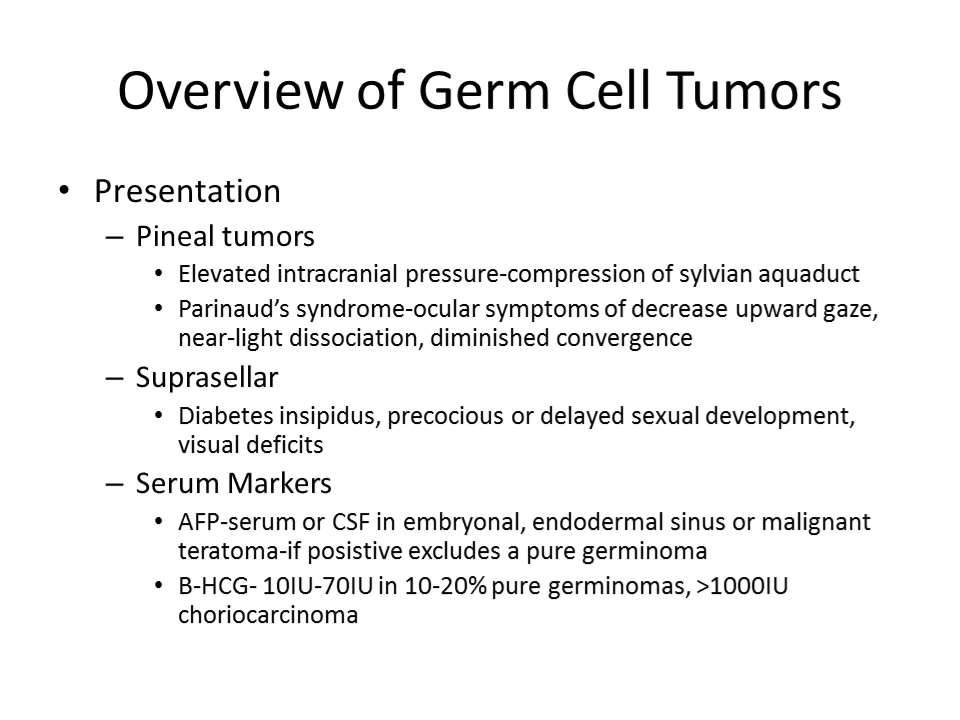 Overview of Germ Cell Tumors
• Presentation
– Pineal tumors
• Elevated intracranial pressure-compression of sylvian aquaduct
• Parinaud’s syndrome-ocular symptoms of decrease upward gaze,
near-light dissociation, diminished convergence
– Suprasellar
• Diabetes insipidus, precocious or delayed sexual development,
visual deficits
– Serum Markers
• AFP-serum or CSF in embryonal, endodermal sinus or malignant
teratoma-if posistive excludes a pure germinoma
• B-HCG- 10IU-70IU in 10-20% pure germinomas, >1000IU
choriocarcinoma